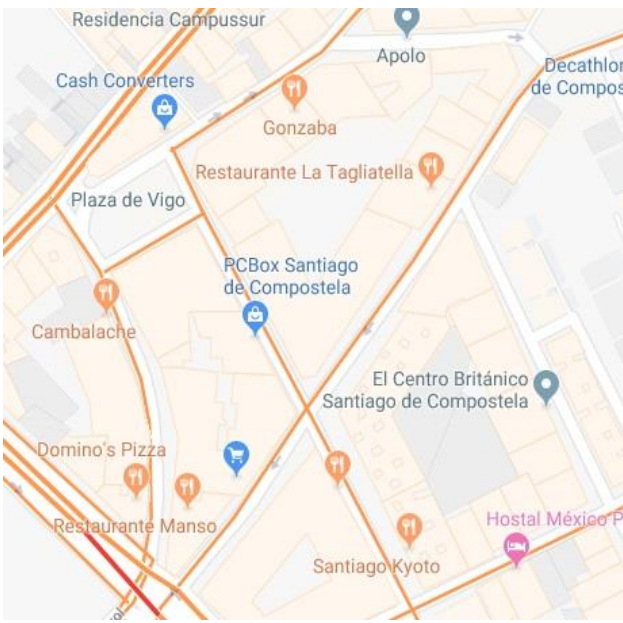 Residencia Campussur
Apolo
Cash Converters
Decathlon
de Compos
Gonzaba
Restaurante La Tagliatella
Plaza de Vigo
PCBox Santiago
de Compostela
Cambalache
El Centro Británico
Santiago de Compostela
Domino's Pizza
Restaurante Manso
Hostal México P
Santiago Kyoto